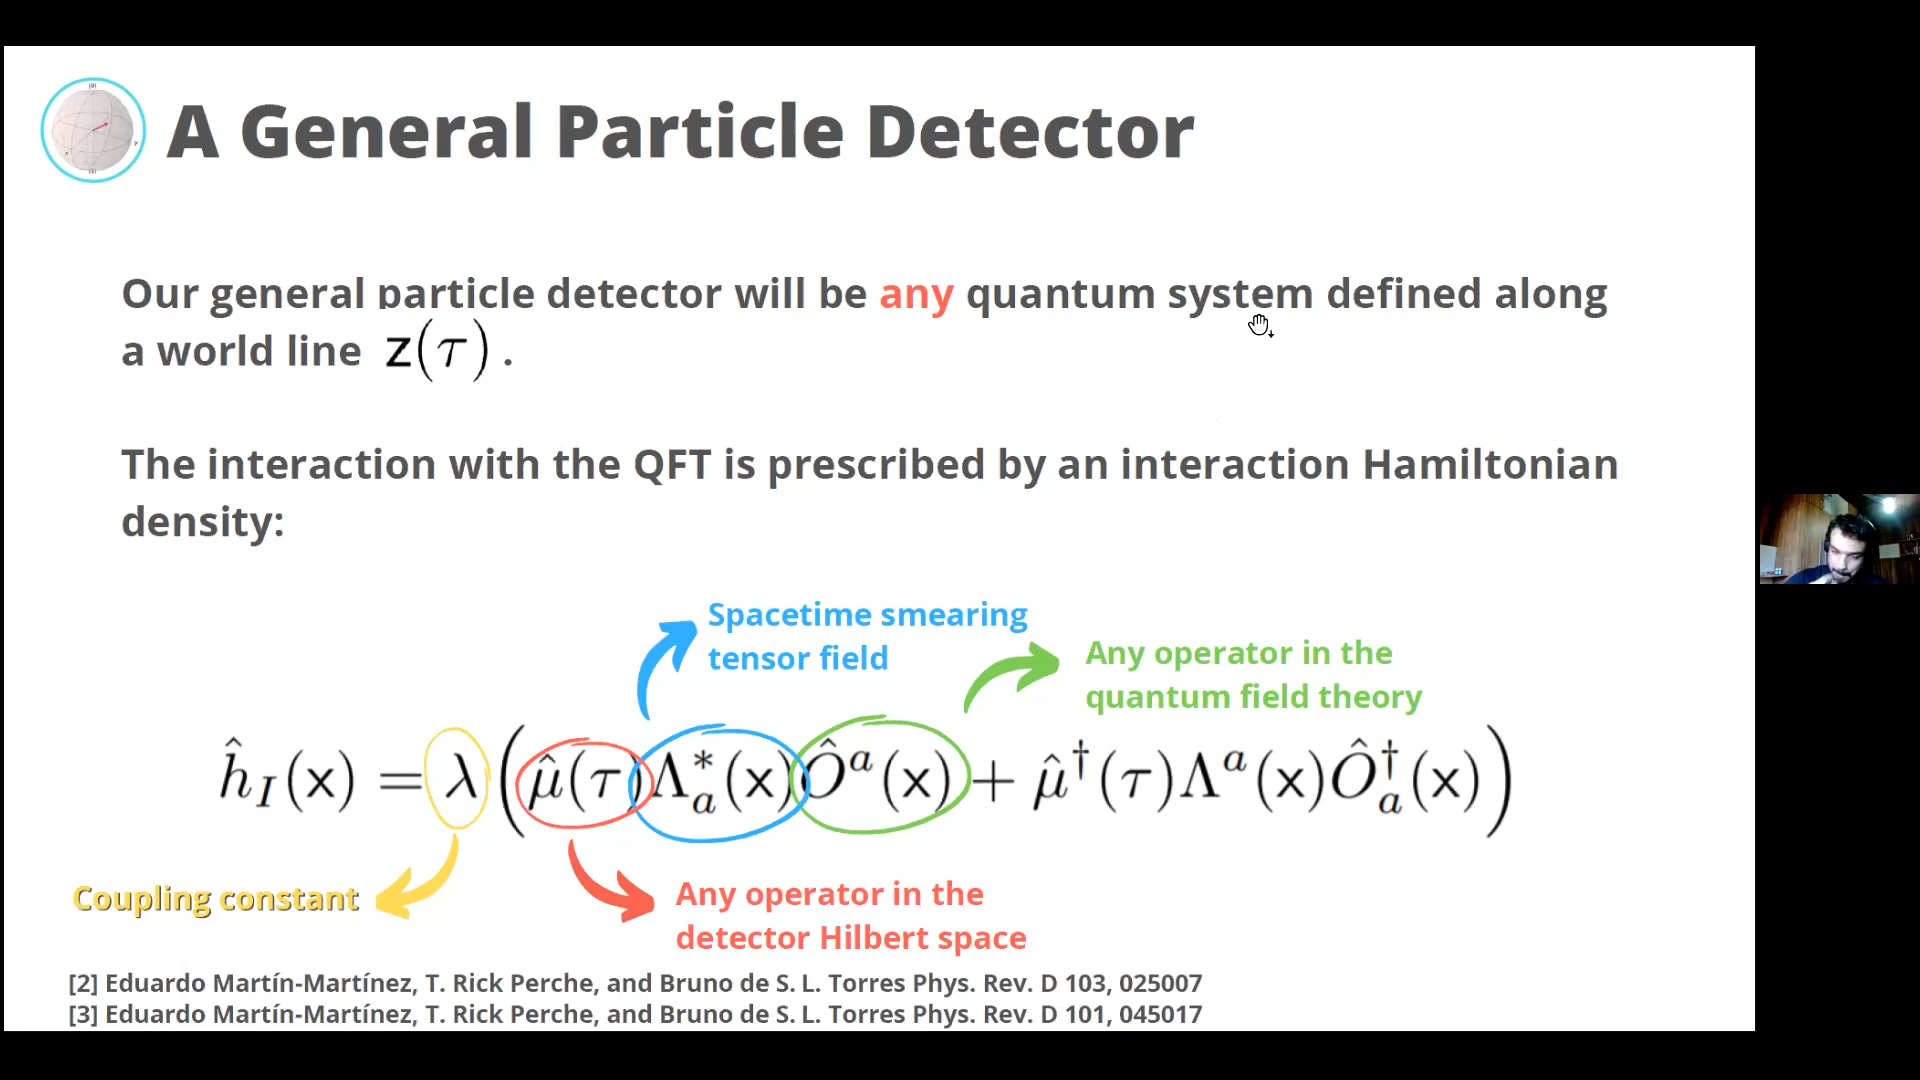 A General Particle Detector
Our general particle detector will be any quantum system defined along
a world line z(τ) .
The interaction with the QFT is prescribed by an interaction Hamiltonian
density:
Spacetime smearing
tensor field
Any operator in the
quantum field theory
ĥ_I(x) = λ ( μ̂(τ)Λ*_a(x)Ô^a(x) + μ̂†(τ)Λ^a(x)Ô†_a(x) )
Coupling constant
Any operator in the
detector Hilbert space
[2] Eduardo Martín-Martínez, T. Rick Perche, and Bruno de S. L. Torres Phys. Rev. D 103, 025007
[3] Eduardo Martín-Martínez, T. Rick Perche, and Bruno de S. L. Torres Phys. Rev. D 101, 045017